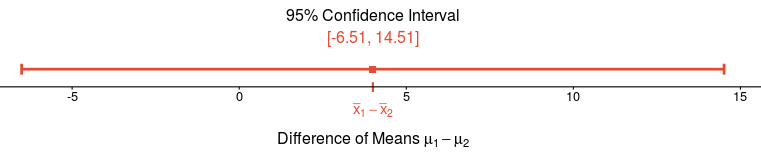 95% Confidence Interval
[-6.51, 14.51]
-5 0 5 10 15
x̅₁ – x̅₂
Difference of Means μ₁ – μ₂